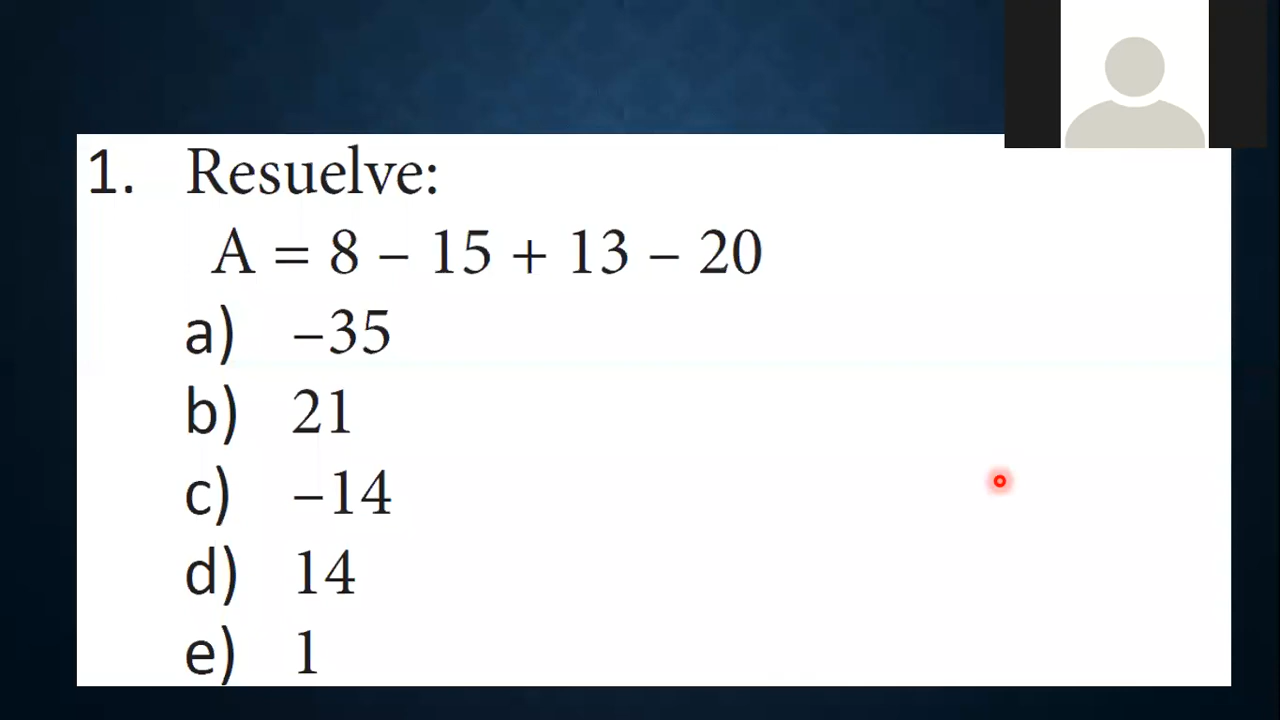 1. Resuelve:
A = 8 – 15 + 13 – 20
a) –35
b) 21
c) –14
d) 14
e) 1